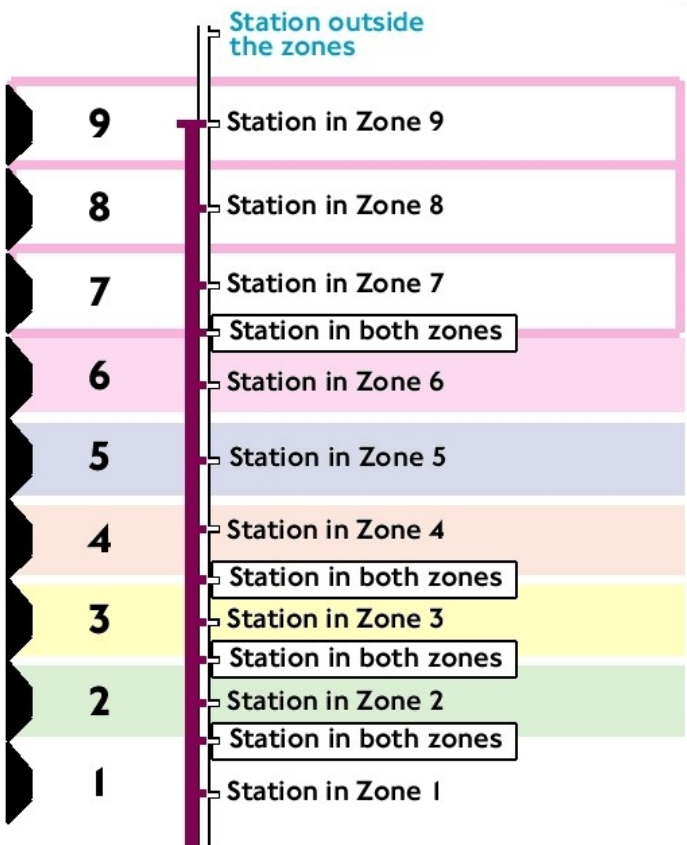 Station outside
the zones
9 Station in Zone 9
8 Station in Zone 8
7 Station in Zone 7
Station in both zones
6 Station in Zone 6
5 Station in Zone 5
4 Station in Zone 4
Station in both zones
3 Station in Zone 3
Station in both zones
2 Station in Zone 2
Station in both zones
1 Station in Zone 1